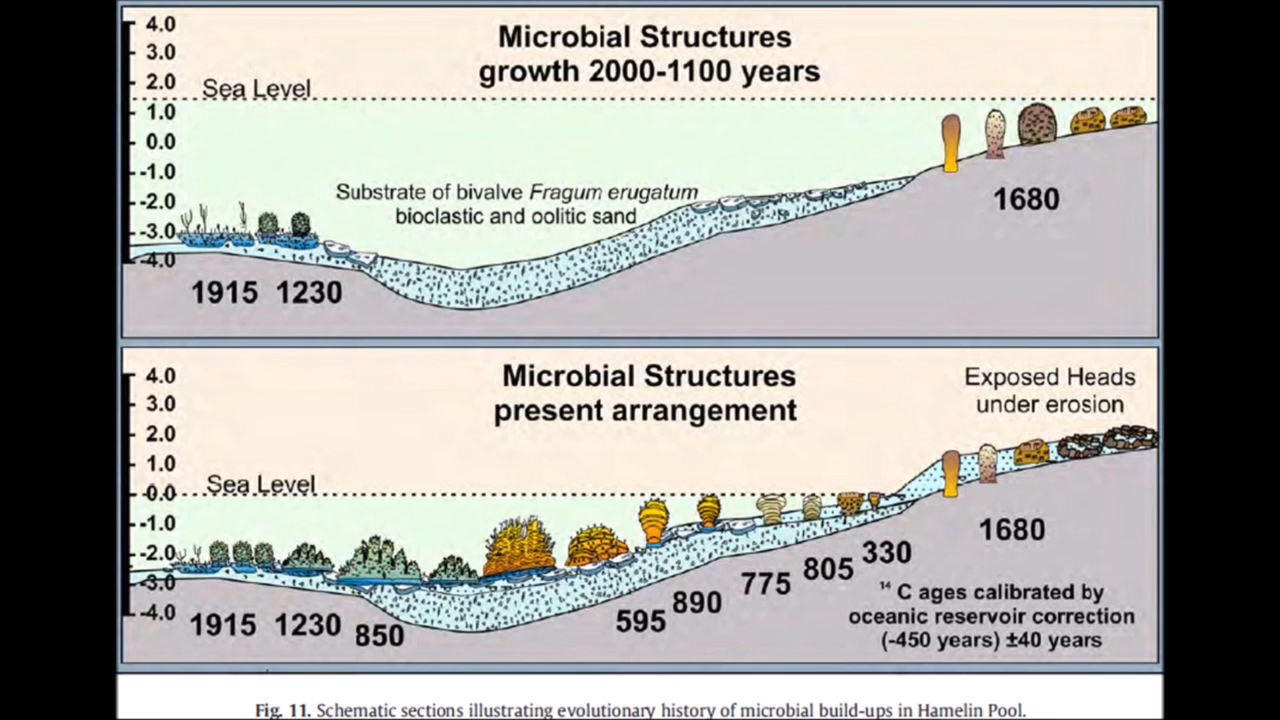 4.0
3.0
2.0
1.0
0.0
-1.0
-2.0
-3.0
-4.0
Microbial Structures
growth 2000-1100 years
Sea Level
Substrate of bivalve Fragum erugatum
bioclastic and oolitic sand
1680
1915 1230
4.0
3.0
2.0
1.0
0.0
-1.0
-2.0
-3.0
-4.0
Microbial Structures
present arrangement
Exposed Heads
under erosion
Sea Level
1680
330
805
775
890
595
1915 1230 850
14 C ages calibrated by
oceanic reservoir correction
(-450 years) ±40 years
Fig. 11. Schematic sections illustrating evolutionary history of microbial build-ups in Hamelin Pool.